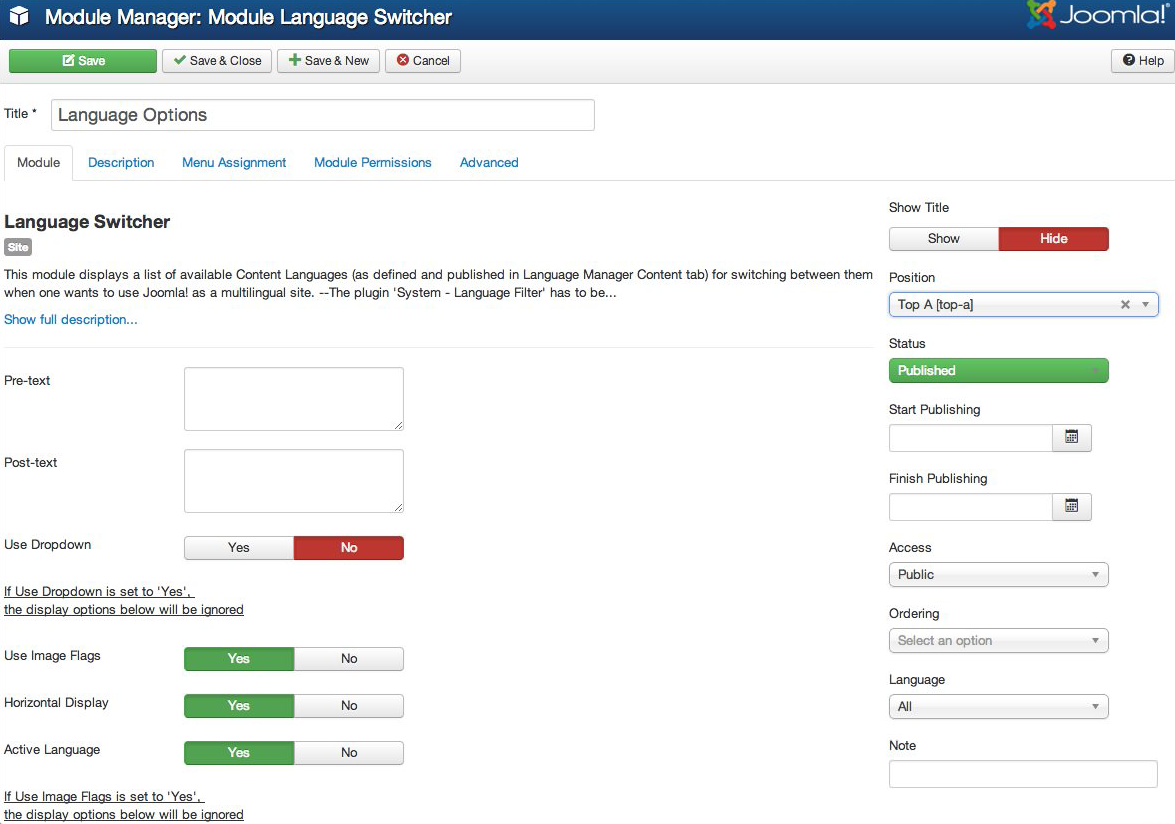 Module Manager: Module Language Switcher
Joomla!
Save
Save & Close
Save & New
Cancel
Help
Title *
Language Options
Module
Description
Menu Assignment
Module Permissions
Advanced
Language Switcher
Site
This module displays a list of available Content Languages (as defined and published in Language Manager Content tab) for switching between them
when one wants to use Joomla! as a multilingual site. --The plugin 'System - Language Filter' has to be...
Show full description...
Pre-text
Post-text
Use Dropdown
Yes
No
If Use Dropdown is set to 'Yes',
the display options below will be ignored
Use Image Flags
Yes
No
Horizontal Display
Yes
No
Active Language
Yes
No
If Use Image Flags is set to 'Yes',
the display options below will be ignored
Show Title
Show
Hide
Position
Top A [top-a]
Status
Published
Start Publishing
Finish Publishing
Access
Public
Ordering
Select an option
Language
All
Note